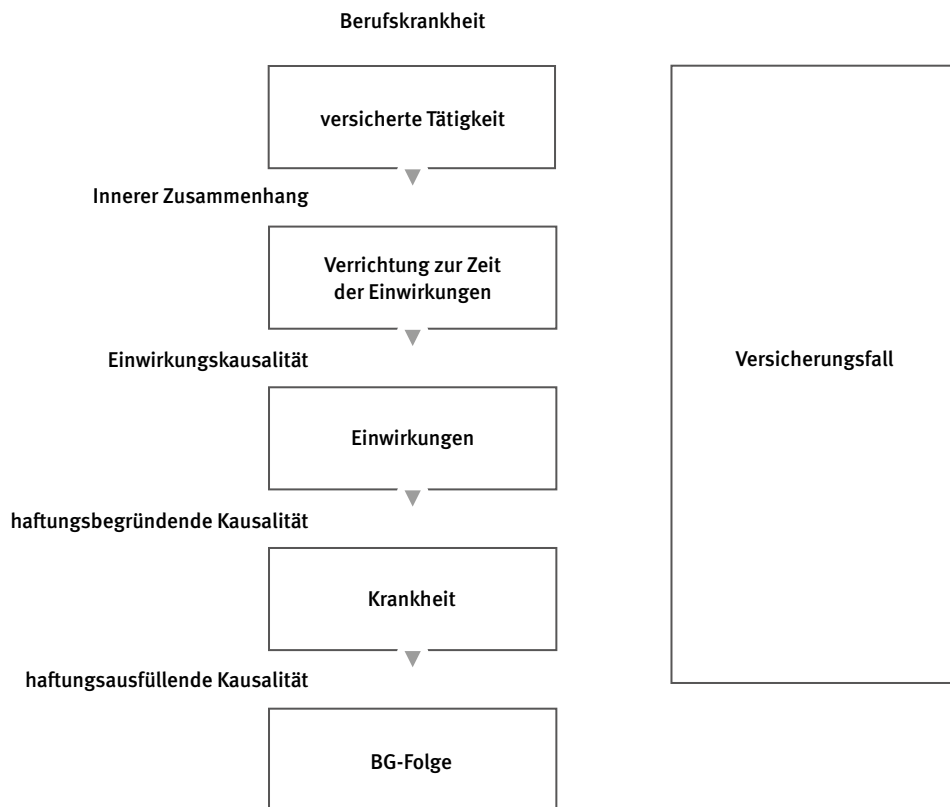 Berufskrankheit
versicherte Tätigkeit
Innerer Zusammenhang
Verrichtung zur Zeit
der Einwirkungen
Einwirkungskausalität
Versicherungsfall
Einwirkungen
haftungsbegründende Kausalität
Krankheit
haftungsausfüllende Kausalität
BG-Folge